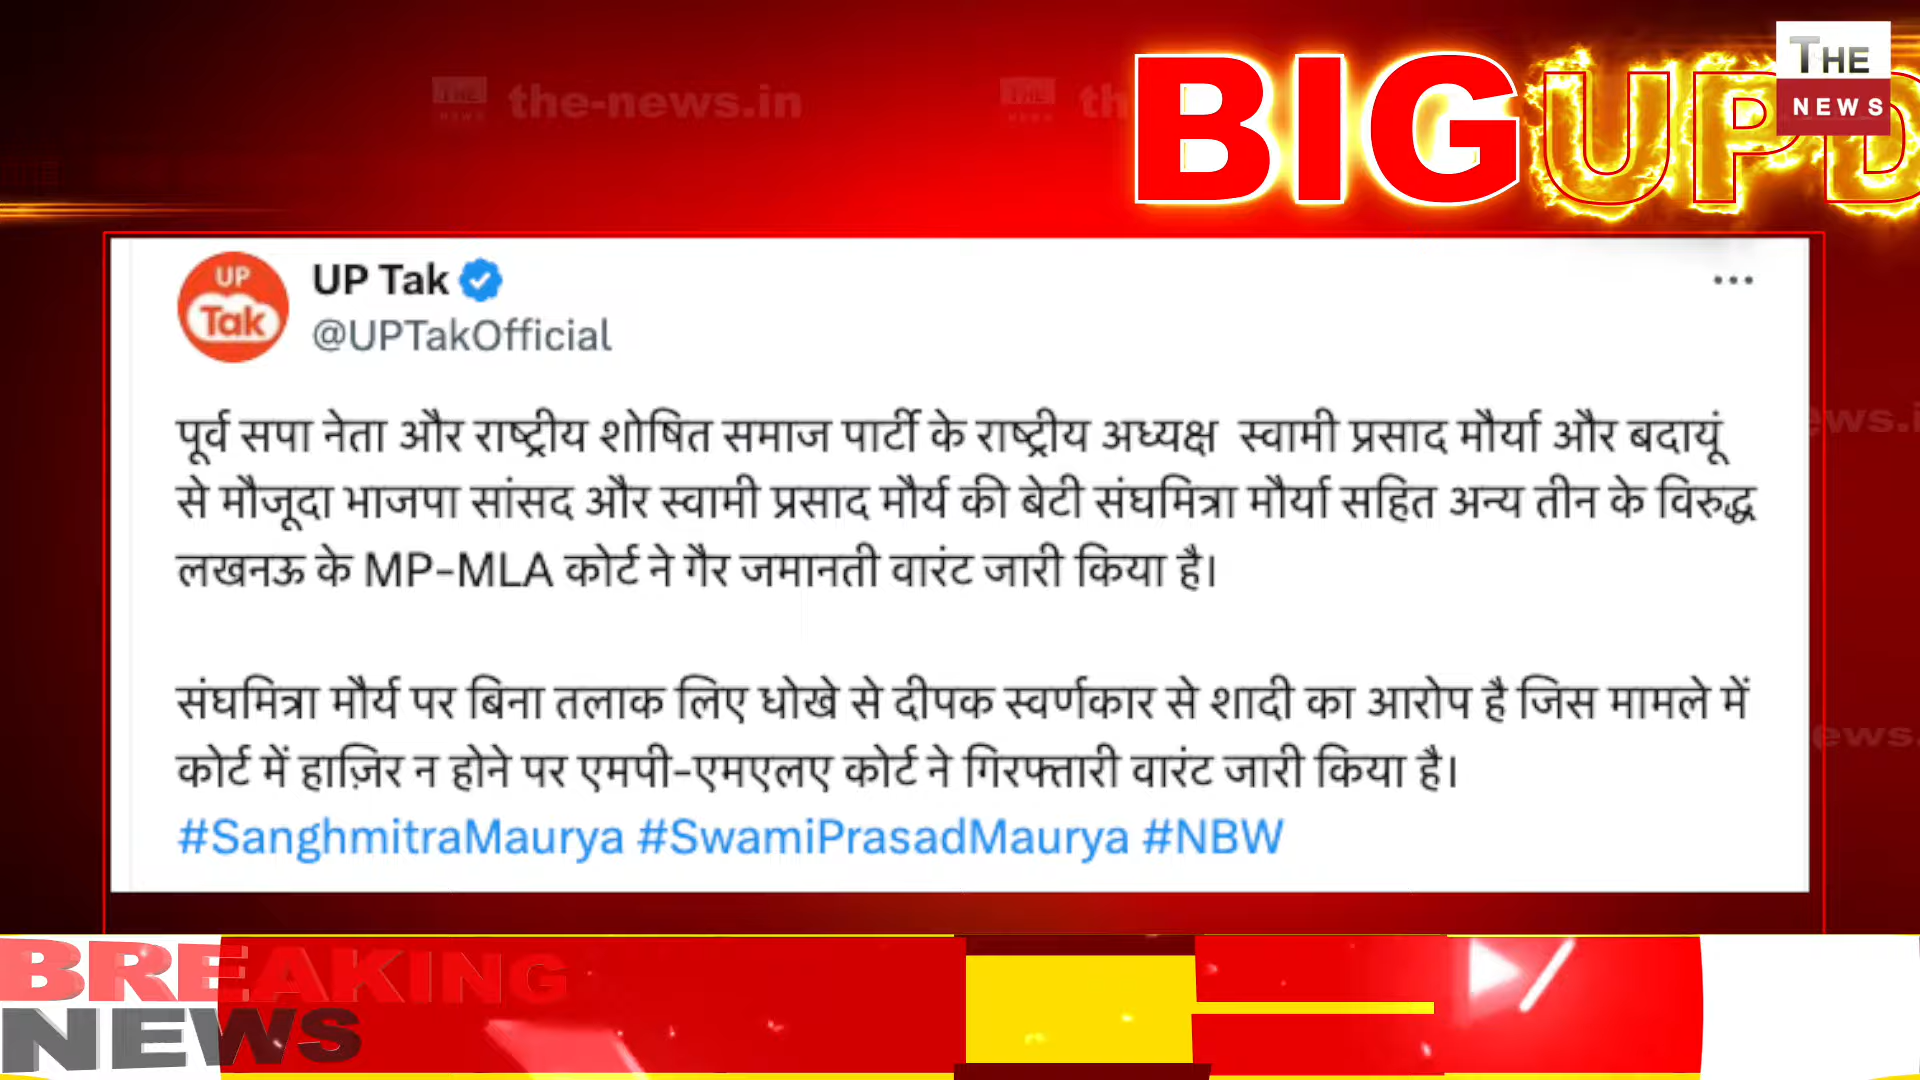 the-news.in
BIG UPD
THE
NEWS
UP
Tak
UP Tak
@UPTakOfficial
पूर्व सपा नेता और राष्ट्रीय शोषित समाज पार्टी के राष्ट्रीय अध्यक्ष स्वामी प्रसाद मौर्या और बदायूं
से मौजूदा भाजपा सांसद और स्वामी प्रसाद मौर्य की बेटी संघमित्रा मौर्या सहित अन्य तीन के विरुद्ध
लखनऊ के MP-MLA कोर्ट ने गैर जमानती वारंट जारी किया है।
संघमित्रा मौर्य पर बिना तलाक लिए धोखे से दीपक स्वर्णकार से शादी का आरोप है जिस मामले में
कोर्ट में हाज़िर न होने पर एमपी-एमएलए कोर्ट ने गिरफ्तारी वारंट जारी किया है।
#SanghmitraMaurya #SwamiPrasadMaurya #NBW
BREAKING
NEWS